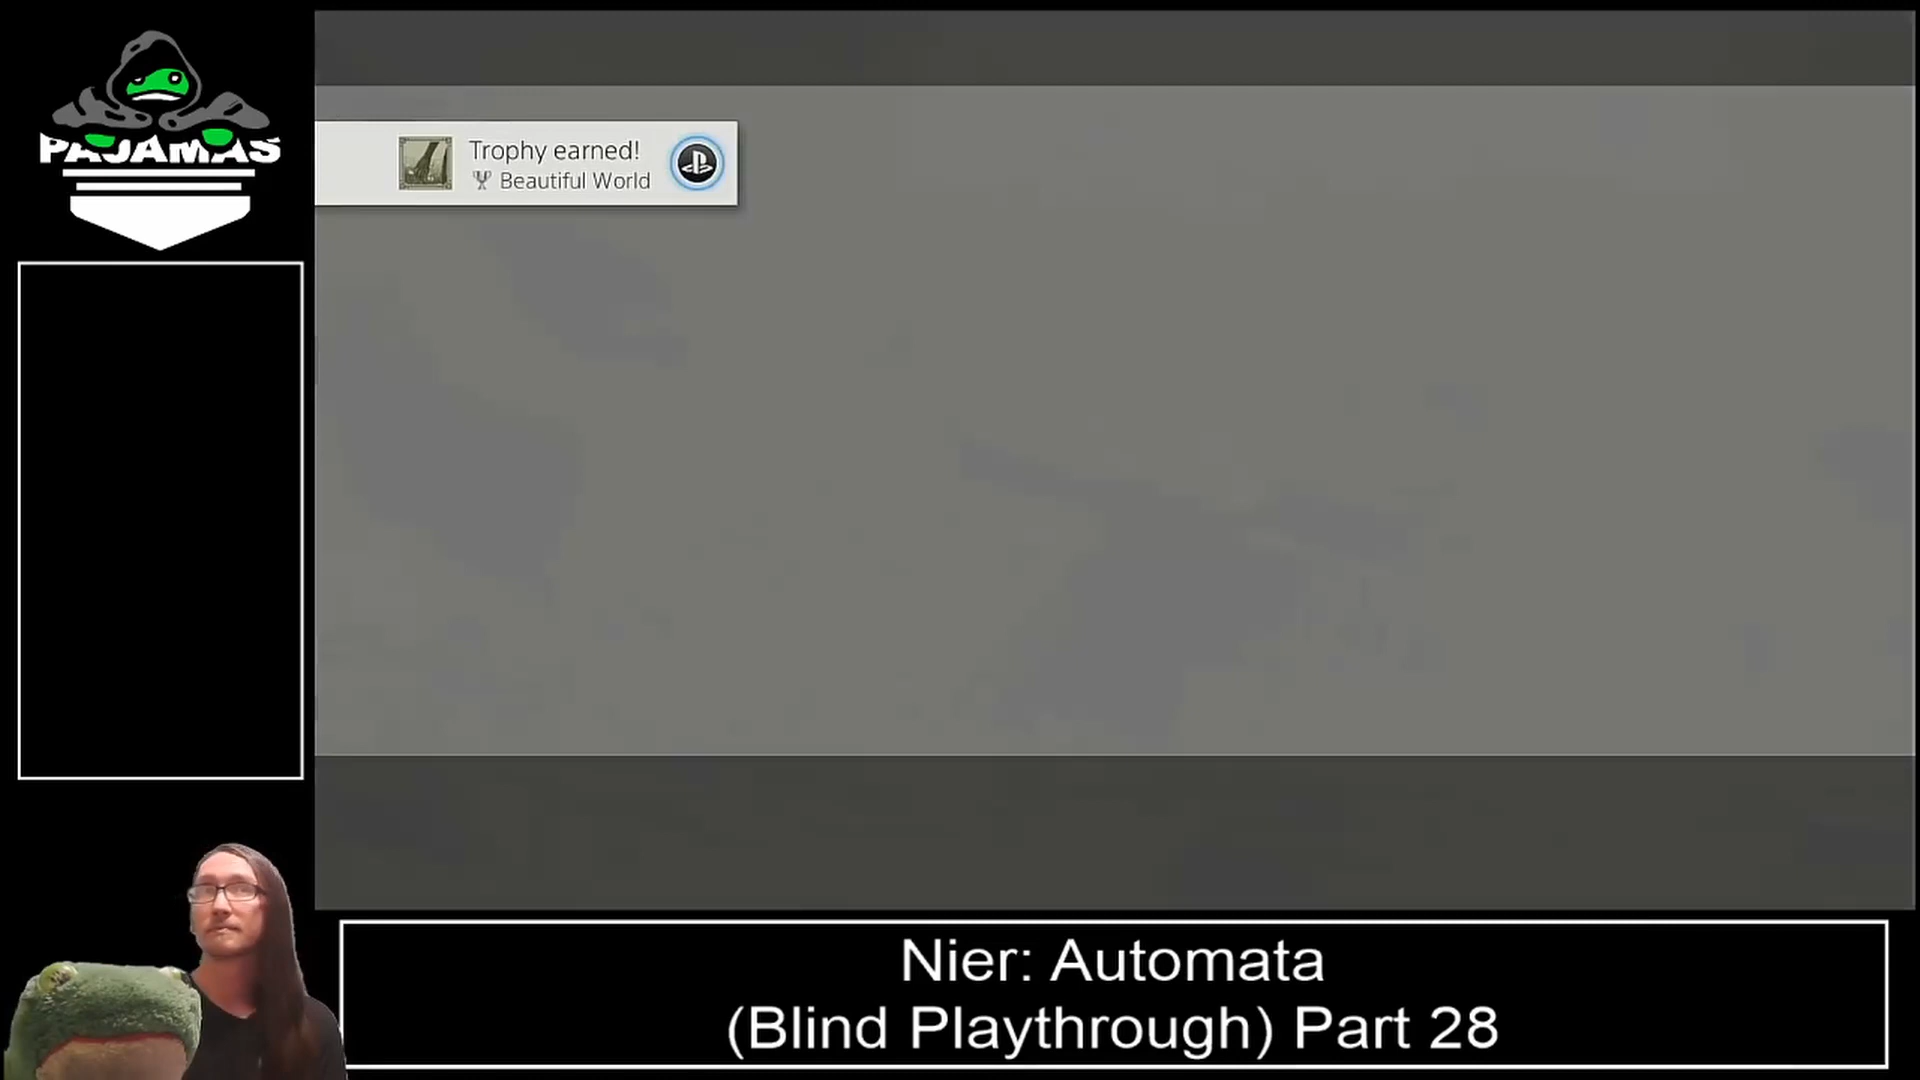 PAJAMAS
Trophy earned!
Beautiful World
Nier: Automata
(Blind Playthrough) Part 28